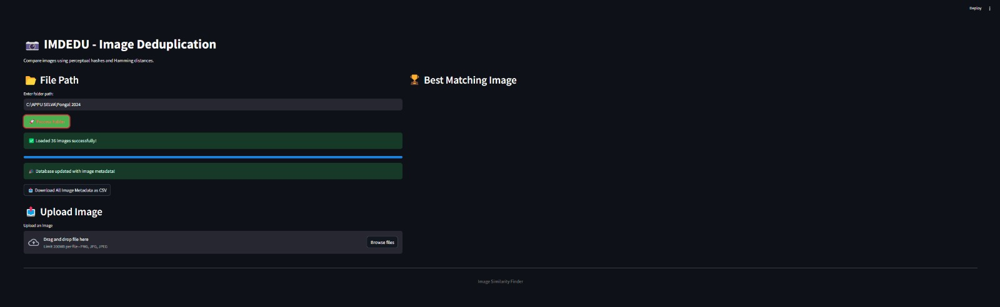 Deploy
IMDEDU - Image Deduplication
Compare images using perceptual hashes and Hamming distances.
File Path
Enter folder path:
C:\APPU SELVA\Pongal 2024
Process Folder
Loaded 36 images successfully!
Database updated with image metadata!
Download All Image Metadata as CSV
Upload Image
Upload an image
Drag and drop file here
Limit 200MB per file • PNG, JPG, JPEG
Browse files
Best Matching Image
Image Similarity Finder